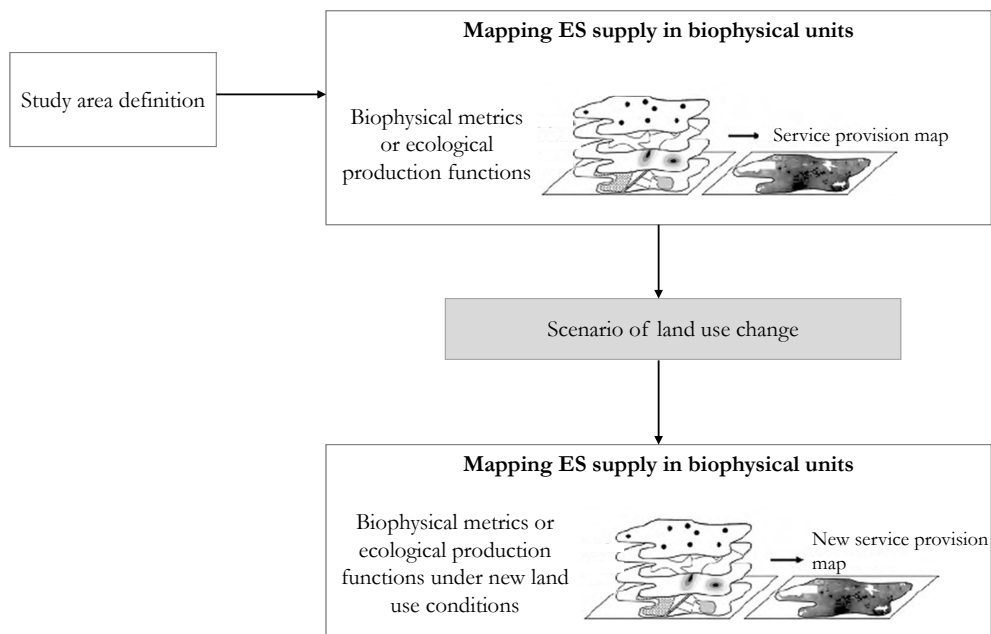 Mapping ES supply in biophysical units
Study area definition
Biophysical metrics
or ecological
production functions
Service provision map
Scenario of land use change
Mapping ES supply in biophysical units
Biophysical metrics or
ecological production
functions under new land
use conditions
New service provision
map